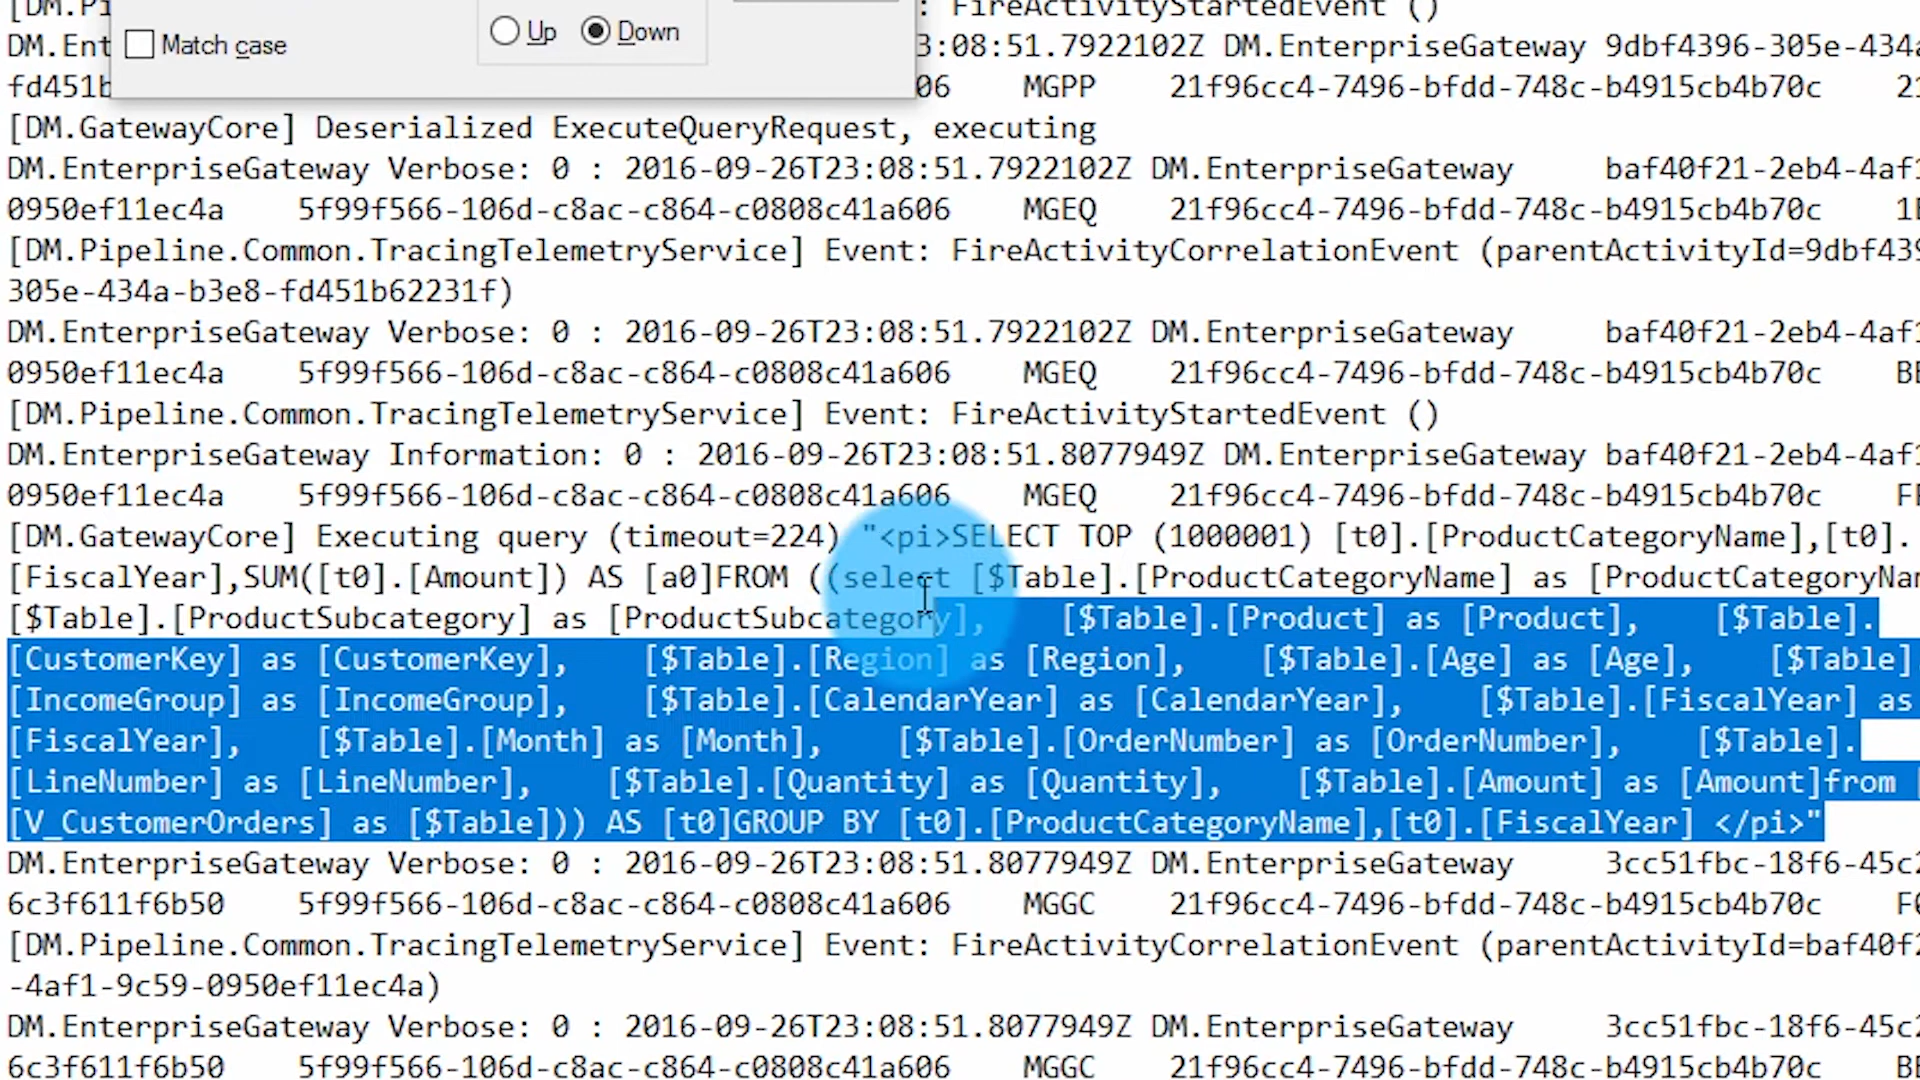 [DM.Pi : FireActivityStartedEvent ()
Match case Up Down
DM.Ent 3:08:51.7922102Z DM.EnterpriseGateway 9dbf4396-305e-434a
fd451b 06 MGPP 21f96cc4-7496-bfdd-748c-b4915cb4b70c 21
[DM.GatewayCore] Deserialized ExecuteQueryRequest, executing
DM.EnterpriseGateway Verbose: 0 : 2016-09-26T23:08:51.7922102Z DM.EnterpriseGateway baf40f21-2eb4-4af1
0950ef11ec4a 5f99f566-106d-c8ac-c864-c0808c41a606 MGEQ 21f96cc4-7496-bfdd-748c-b4915cb4b70c 1
[DM.Pipeline.Common.TracingTelemetryService] Event: FireActivityCorrelationEvent (parentActivityId=9dbf439
305e-434a-b3e8-fd451b62231f)
DM.EnterpriseGateway Verbose: 0 : 2016-09-26T23:08:51.7922102Z DM.EnterpriseGateway baf40f21-2eb4-4af1
0950ef11ec4a 5f99f566-106d-c8ac-c864-c0808c41a606 MGEQ 21f96cc4-7496-bfdd-748c-b4915cb4b70c B
[DM.Pipeline.Common.TracingTelemetryService] Event: FireActivityStartedEvent ()
DM.EnterpriseGateway Information: 0 : 2016-09-26T23:08:51.8077949Z DM.EnterpriseGateway baf40f21-2eb4-4af1
0950ef11ec4a 5f99f566-106d-c8ac-c864-c0808c41a606 MGEQ 21f96cc4-7496-bfdd-748c-b4915cb4b70c F
[DM.GatewayCore] Executing query (timeout=224) "<pi>SELECT TOP (1000001) [t0].[ProductCategoryName],[t0].
[FiscalYear],SUM([t0].[Amount]) AS [a0]FROM ((select [$Table].[ProductCategoryName] as [ProductCategoryNam
[$Table].[ProductSubcategory] as [ProductSubcategory], [$Table].[Product] as [Product], [$Table].
[CustomerKey] as [CustomerKey], [$Table].[Region] as [Region], [$Table].[Age] as [Age], [$Table]
[IncomeGroup] as [IncomeGroup], [$Table].[CalendarYear] as [CalendarYear], [$Table].[FiscalYear] as
[FiscalYear], [$Table].[Month] as [Month], [$Table].[OrderNumber] as [OrderNumber], [$Table].
[LineNumber] as [LineNumber], [$Table].[Quantity] as [Quantity], [$Table].[Amount] as [Amount]from [
[V_CustomerOrders] as [$Table])) AS [t0]GROUP BY [t0].[ProductCategoryName],[t0].[FiscalYear] </pi>"
DM.EnterpriseGateway Verbose: 0 : 2016-09-26T23:08:51.8077949Z DM.EnterpriseGateway 3cc51fbc-18f6-45c2
6c3f611f6b50 5f99f566-106d-c8ac-c864-c0808c41a606 MGGC 21f96cc4-7496-bfdd-748c-b4915cb4b70c F
[DM.Pipeline.Common.TracingTelemetryService] Event: FireActivityCorrelationEvent (parentActivityId=baf40f2
-4af1-9c59-0950ef11ec4a)
DM.EnterpriseGateway Verbose: 0 : 2016-09-26T23:08:51.8077949Z DM.EnterpriseGateway 3cc51fbc-18f6-45c2
6c3f611f6b50 5f99f566-106d-c8ac-c864-c0808c41a606 MGGC 21f96cc4-7496-bfdd-748c-b4915cb4b70c B